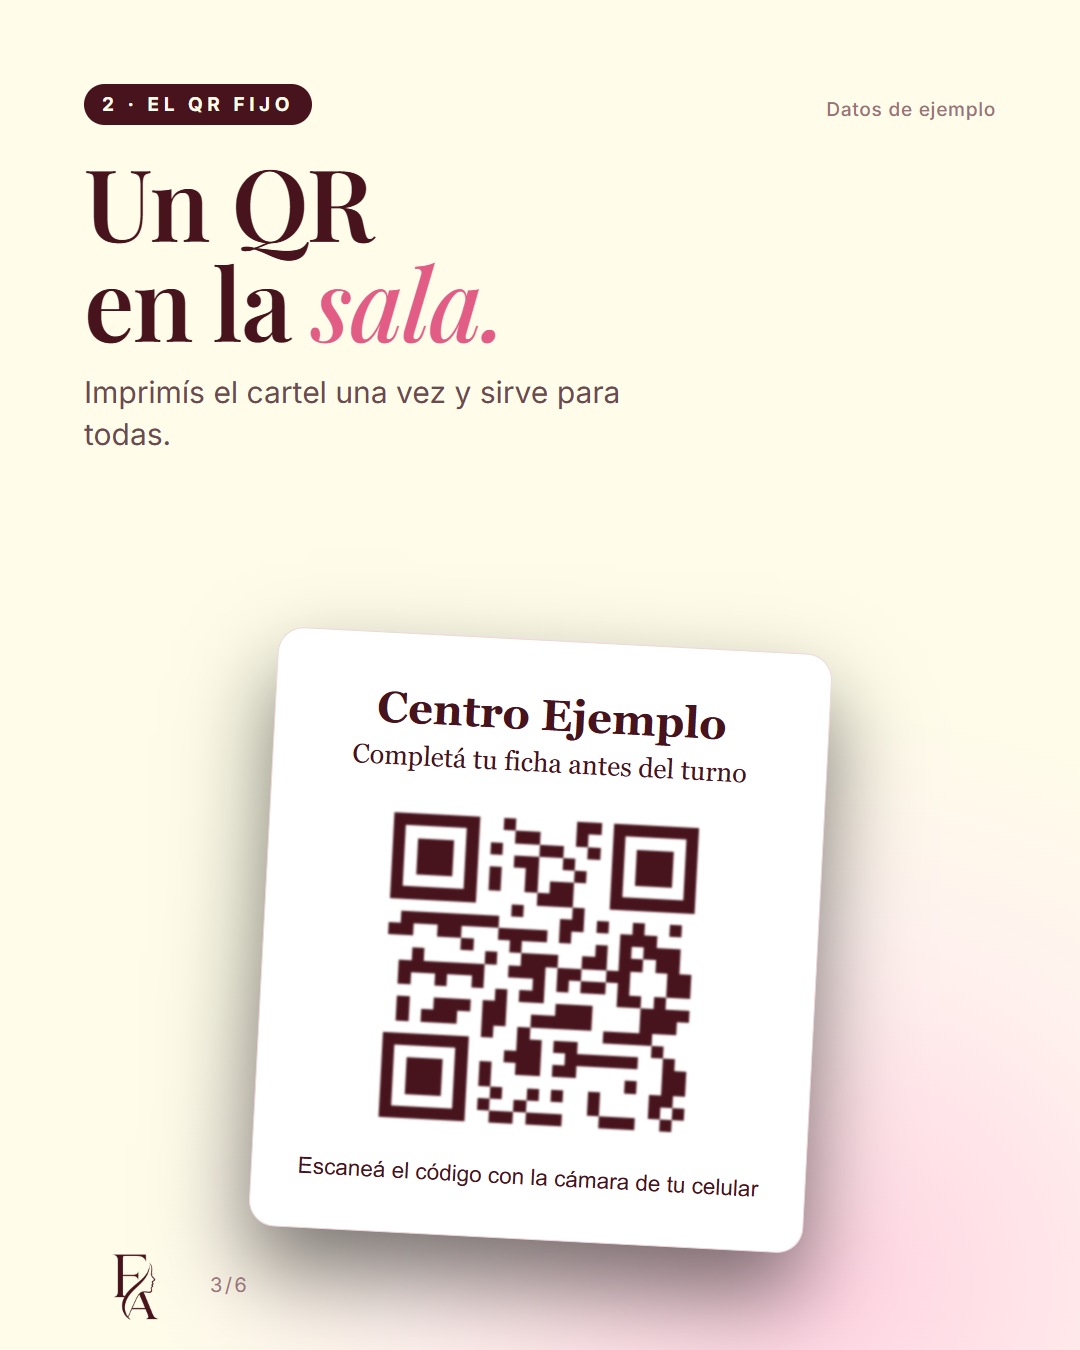 2 · EL QR FIJO
Datos de ejemplo
Un QR
en la sala.
Imprimís el cartel una vez y sirve para
todas.
Centro Ejemplo
Completá tu ficha antes del turno
Escaneá el código con la cámara de tu celular
FA
3/6